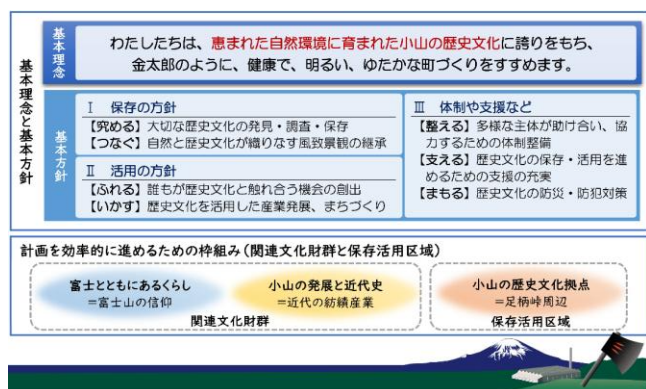 基本理念と基本方針
基本理念
わたしたちは、恵まれた自然環境に育まれた小山の歴史文化に誇りをもち、
金太郎のように、健康で、明るい、ゆたかな町づくりをすすめます。
基本方針
Ⅰ 保存の方針
【究める】大切な歴史文化の発見・調査・保存
【つなぐ】自然と歴史文化が織りなす風致景観の継承
Ⅱ 活用の方針
【ふれる】誰もが歴史文化と触れ合う機会の創出
【いかす】歴史文化を活用した産業発展、まちづくり
Ⅲ 体制や支援など
【整える】多様な主体が助け合い、協
力するための体制整備
【支える】歴史文化の保存・活用を進
めるための支援の充実
【まもる】歴史文化の防災・防犯対策
計画を効率的に進めるための枠組み(関連文化財群と保存活用区域)
富士とともにあるくらし
=富士山の信仰
小山の発展と近代史
=近代の紡績産業
関連文化財群
小山の歴史文化拠点
=足柄峠周辺
保存活用区域